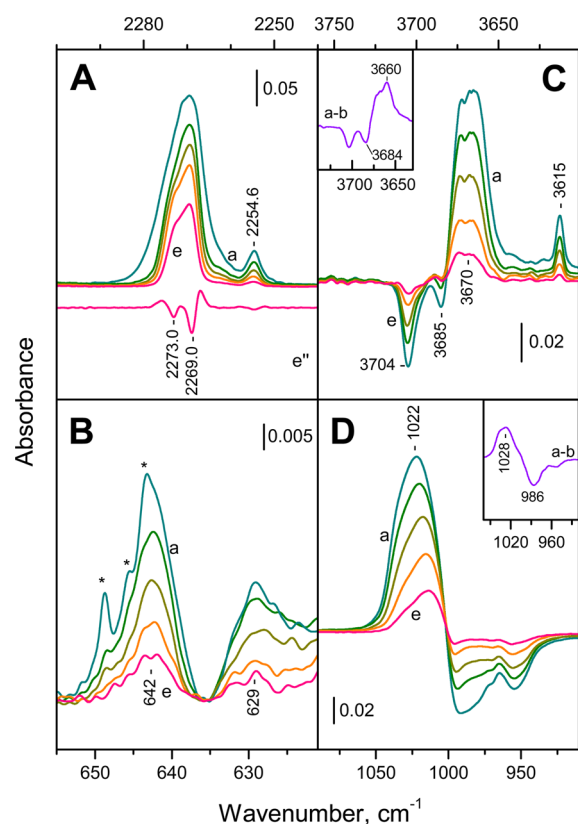 2280 2250 3750 3700 3650
A
0.05
a
e
2254.6
2273.0 -
2269.0 -
e"
3660
a-b
3684
3700 3650
C
a
- 3615
e
3704 -
3685 -
3670 -
0.02
Absorbance
B
0.005
*
*
*
a
642 -
e
629 -
- 1022
D
1028 -
a-b
986
1020 960
a
e
0.02
650 640 630 1050 1000 950
Wavenumber, cm-1